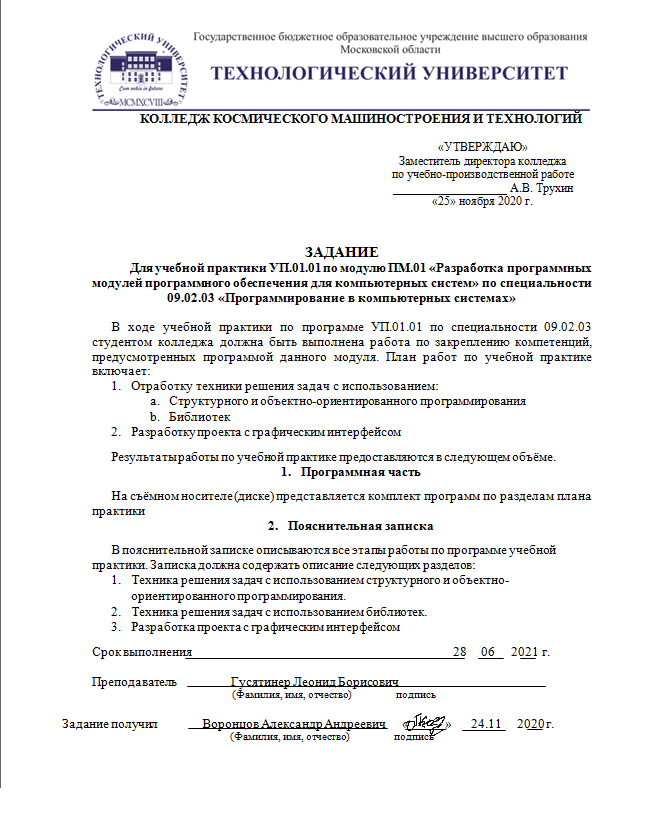 ТЕХНОЛОГИЧЕСКИЙ УНИВЕРСИТЕТ
Cum nobis in futuro
MCMXCVIII
Государственное бюджетное образовательное учреждение высшего образования
Московской области
ТЕХНОЛОГИЧЕСКИЙ УНИВЕРСИТЕТ
КОЛЛЕДЖ КОСМИЧЕСКОГО МАШИНОСТРОЕНИЯ И ТЕХНОЛОГИЙ
«УТВЕРЖДАЮ»
Заместитель директора колледжа
по учебно-производственной работе
____________________ А.В. Трухин
«25» ноября 2020 г.
ЗАДАНИЕ
Для учебной практики УП.01.01 по модулю ПМ.01 «Разработка программных
модулей программного обеспечения для компьютерных систем» по специальности
09.02.03 «Программирование в компьютерных системах»
В ходе учебной практики по программе УП.01.01 по специальности 09.02.03
студентом колледжа должна быть выполнена работа по закреплению компетенций,
предусмотренных программой данного модуля. План работ по учебной практике
включает:
1. Отработку техники решения задач с использованием:
a. Структурного и объектно-ориентированного программирования
b. Библиотек
2. Разработку проекта с графическим интерфейсом
Результаты работы по учебной практике предоставляются в следующем объёме.
1. Программная часть
На съёмном носителе (диске) представляется комплект программ по разделам плана
практики
2. Пояснительная записка
В пояснительной записке описываются все этапы работы по программе учебной
практики. Записка должна содержать описание следующих разделов:
1. Техника решения задач с использованием структурного и объектно-
ориентированного программирования.
2. Техника решения задач с использованием библиотек.
3. Разработка проекта с графическим интерфейсом
Срок выполнения 28 06 2021 г.
Преподаватель Гусятинер Леонид Борисович
(Фамилия, имя, отчество) подпись
Задание получил Воронцов Александр Андреевич « » 24.11 2020 г.
(Фамилия, имя, отчество) подпись